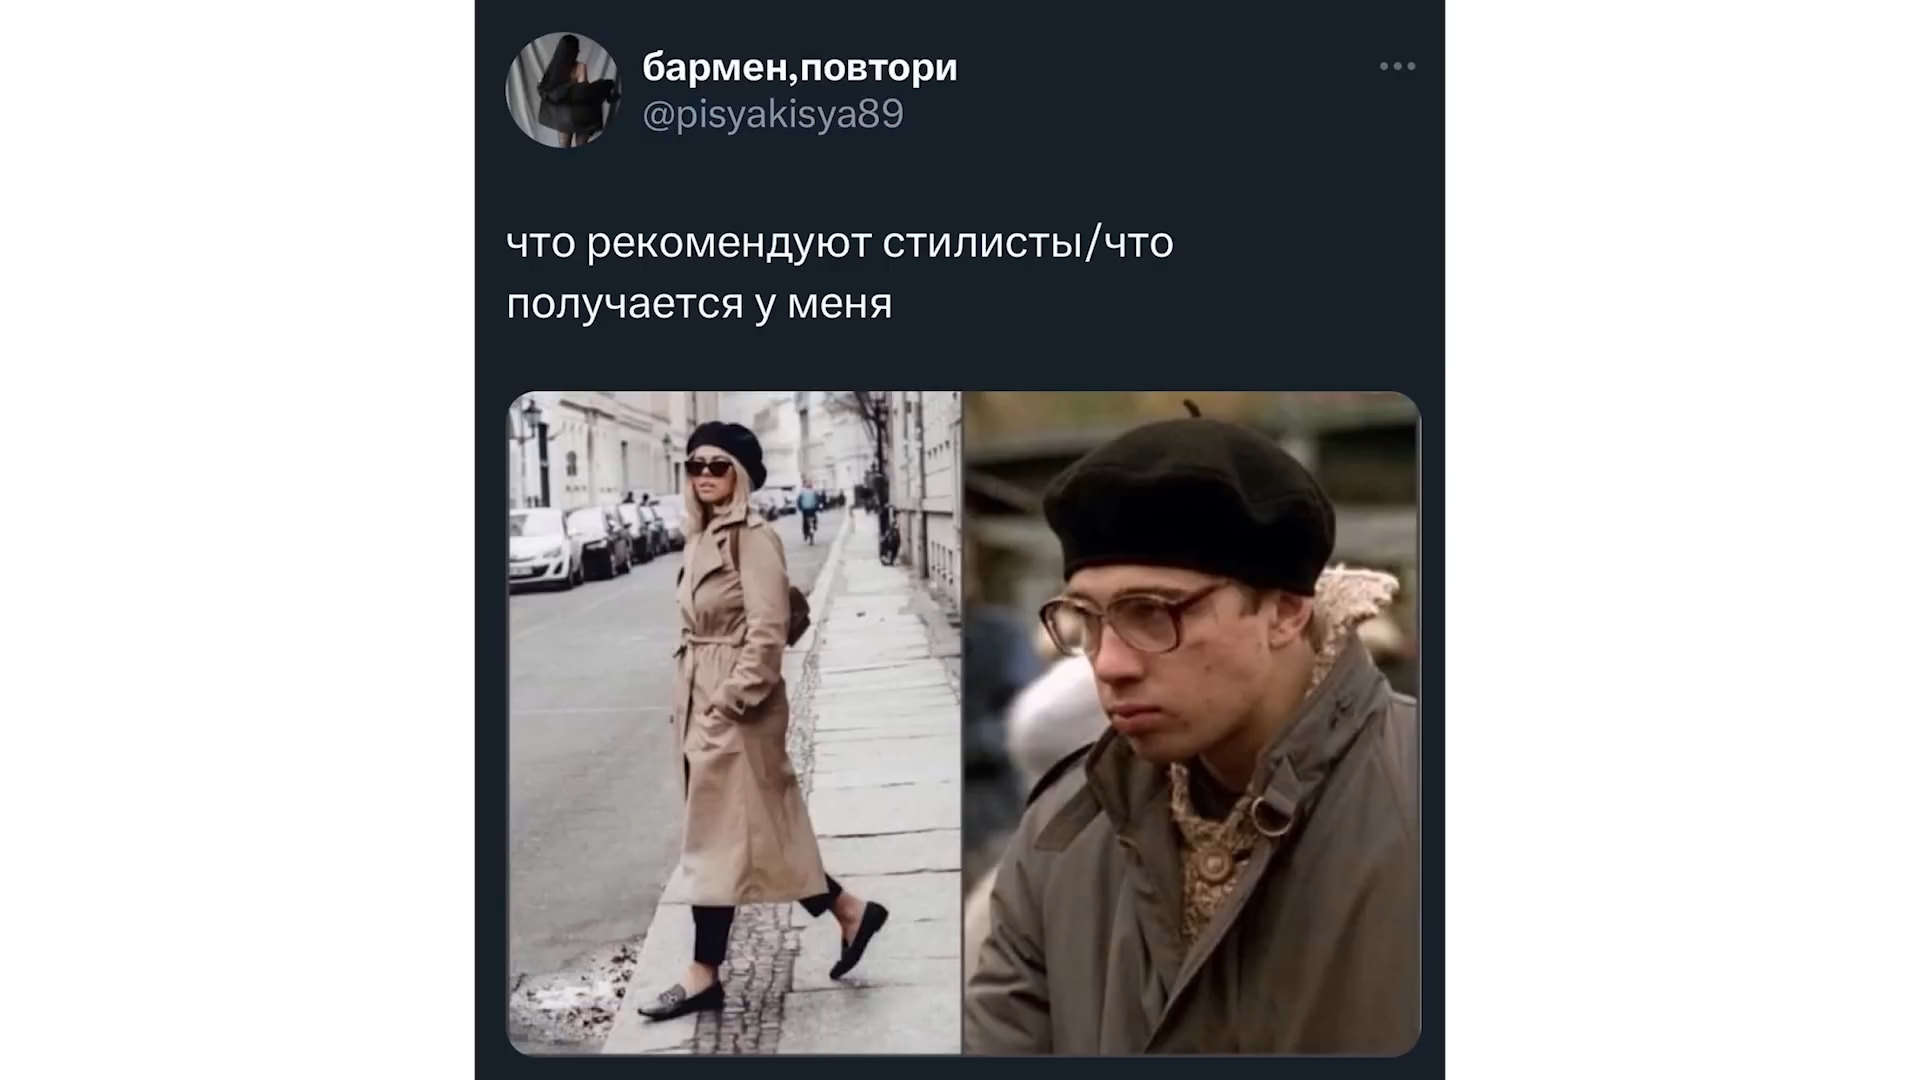 бармен,повтори
@pisyakisya89
что рекомендуют стилисты/что
получается у меня